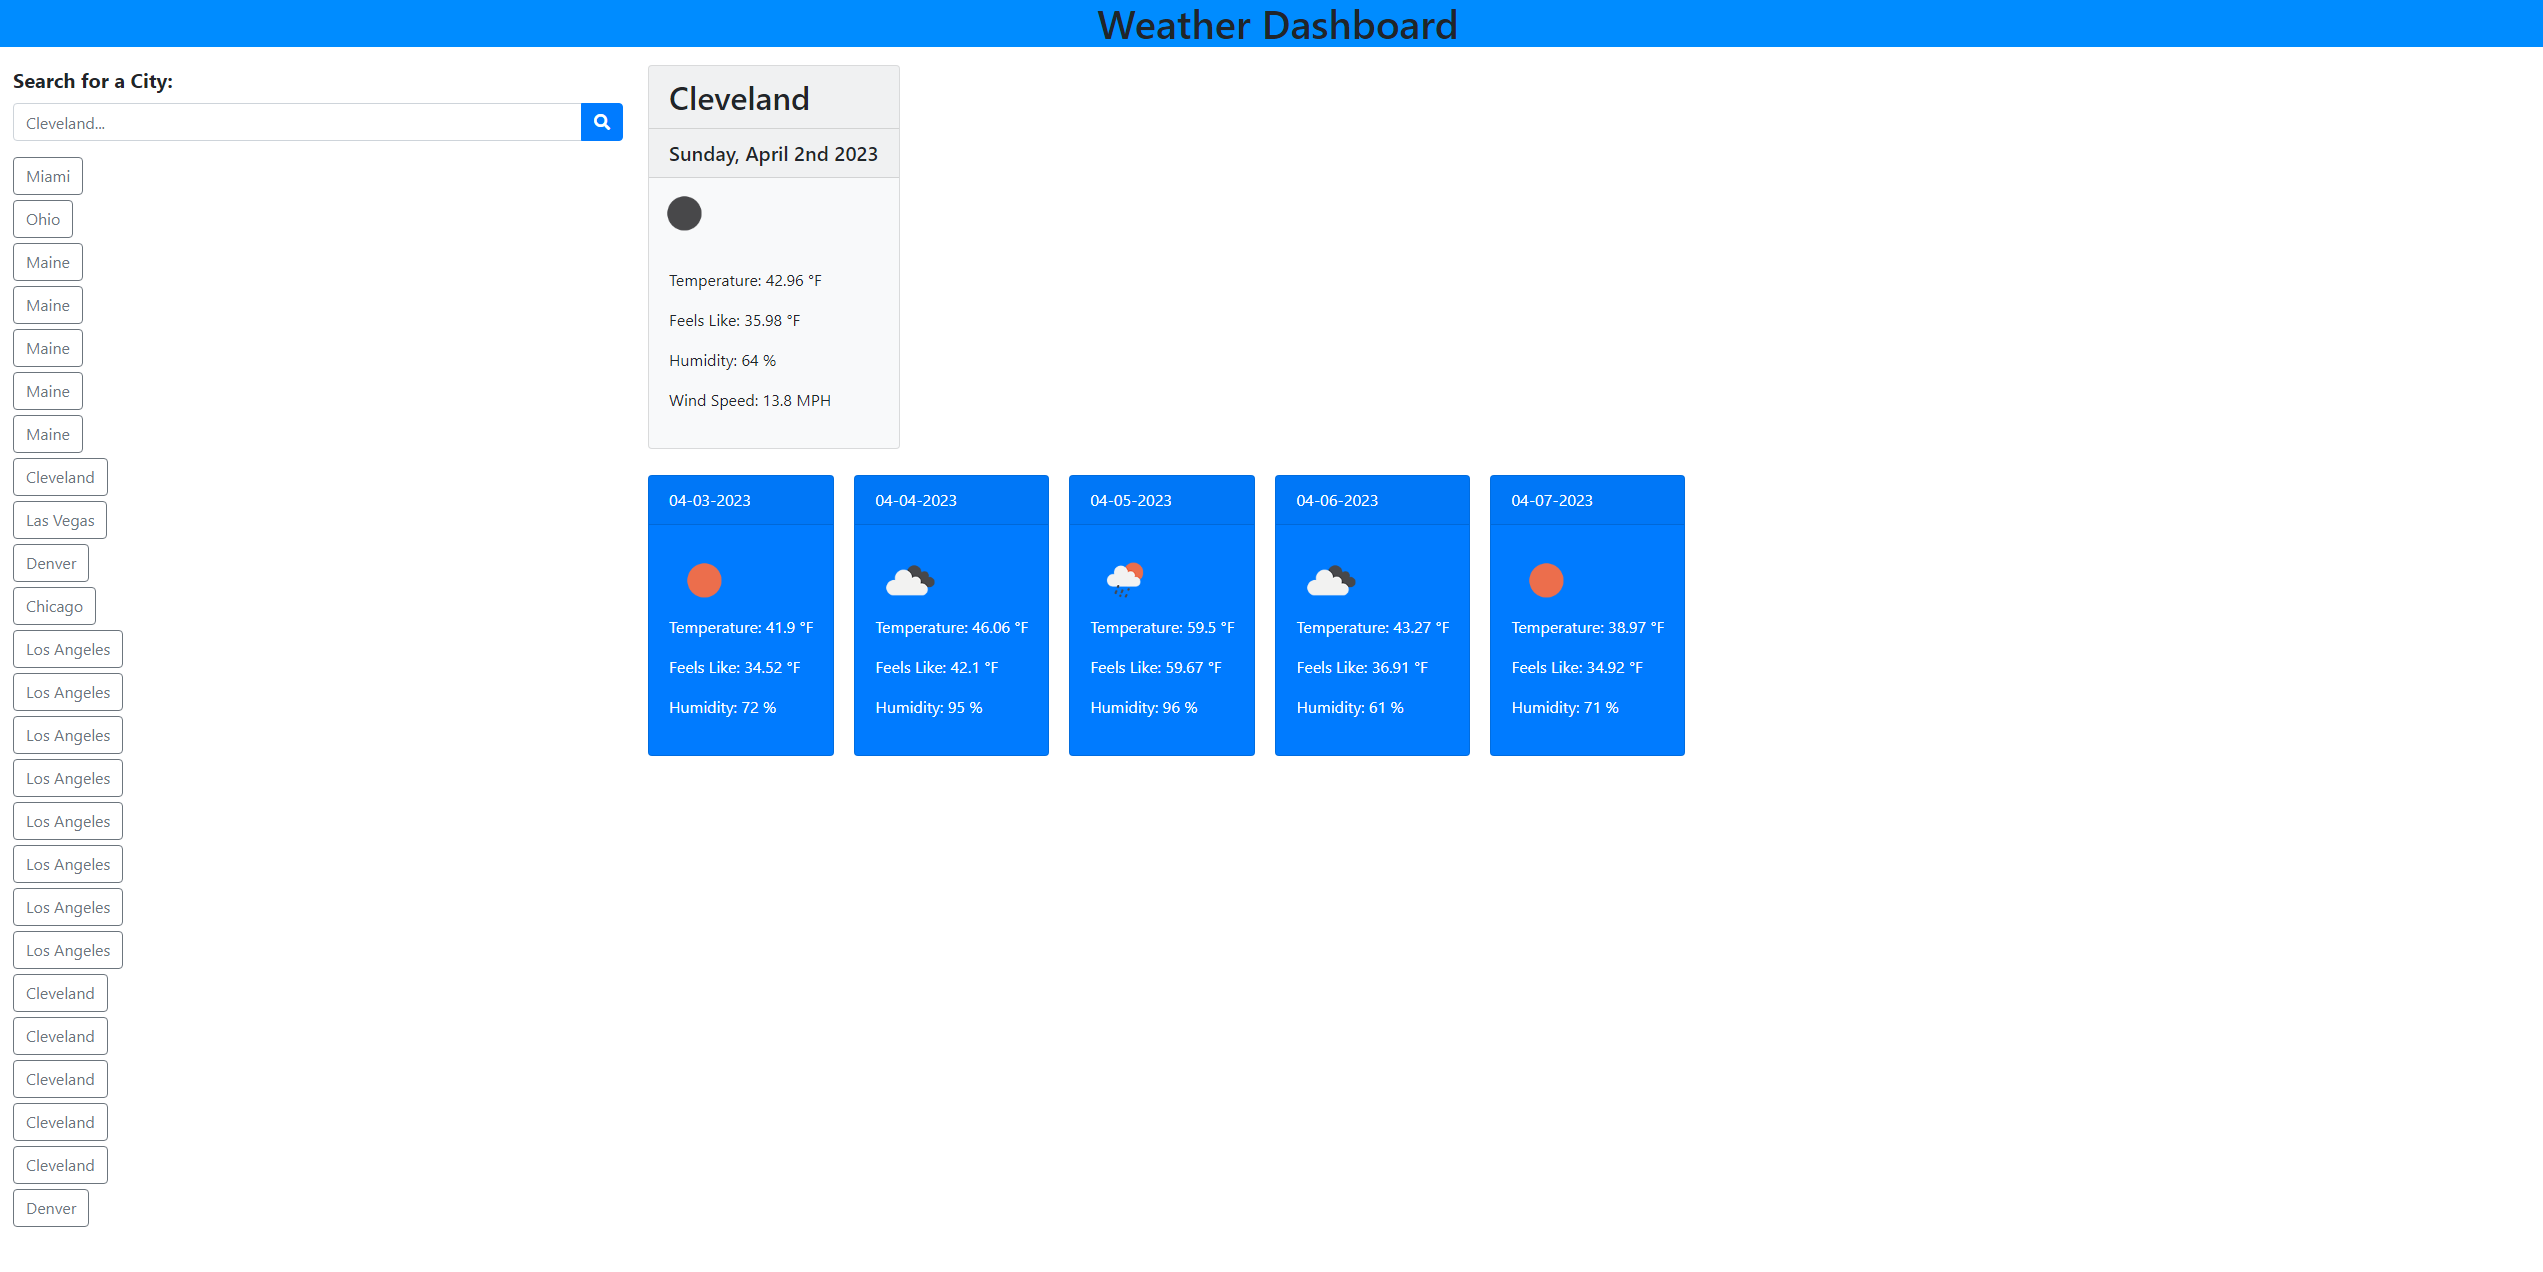 Weather Dashboard
Search for a City:
Cleveland...
Miami
Ohio
Maine
Maine
Maine
Maine
Maine
Cleveland
Las Vegas
Denver
Chicago
Los Angeles
Los Angeles
Los Angeles
Los Angeles
Los Angeles
Los Angeles
Los Angeles
Los Angeles
Cleveland
Cleveland
Cleveland
Cleveland
Cleveland
Denver
Cleveland
Sunday, April 2nd 2023
Temperature: 42.96 °F
Feels Like: 35.98 °F
Humidity: 64 %
Wind Speed: 13.8 MPH
04-03-2023
Temperature: 41.9 °F
Feels Like: 34.52 °F
Humidity: 72 %
04-04-2023
Temperature: 46.06 °F
Feels Like: 42.1 °F
Humidity: 95 %
04-05-2023
Temperature: 59.5 °F
Feels Like: 59.67 °F
Humidity: 96 %
04-06-2023
Temperature: 43.27 °F
Feels Like: 36.91 °F
Humidity: 61 %
04-07-2023
Temperature: 38.97 °F
Feels Like: 34.92 °F
Humidity: 71 %